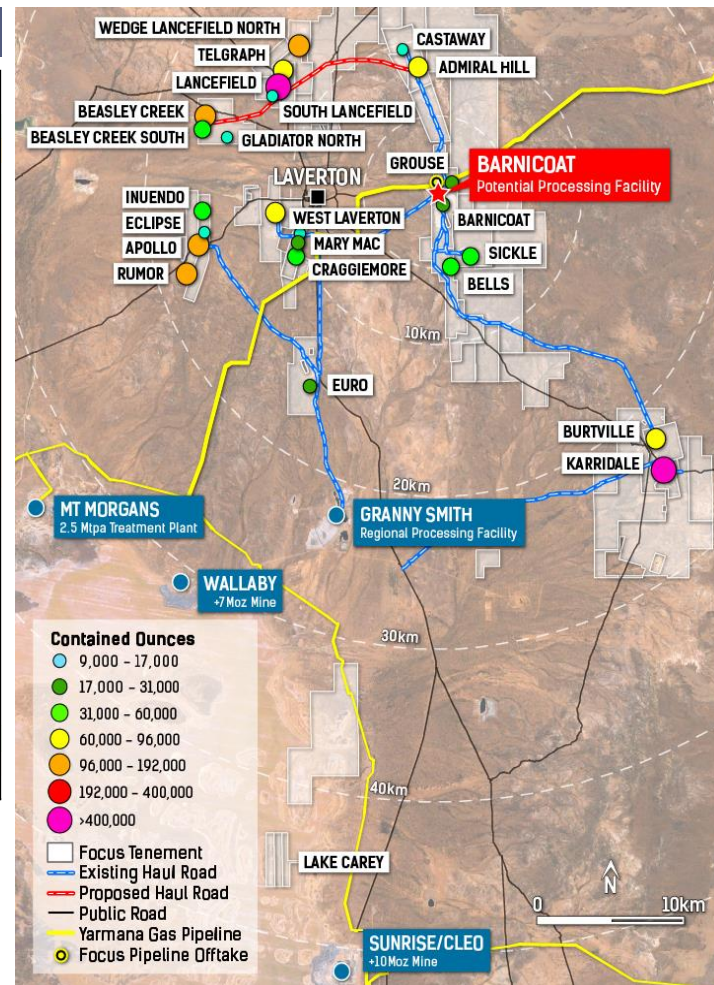 WEDGE LANCEFIELD NORTH
TELGRAPH
LANCEFIELD
CASTAWAY
ADMIRAL HILL
SOUTH LANCEFIELD
BEASLEY CREEK
BEASLEY CREEK SOUTH
GLADIATOR NORTH
GROUSE
BARNICOAT
Potential Processing Facility
LAVERTON
INUENDO
ECLIPSE
APOLLO
RUMOR
WEST LAVERTON
MARY MAC
CRAGGIEMORE
BARNICOAT
SICKLE
BELLS
10km
EURO
BURTVILLE
KARRIDALE
20km
MT MORGANS
2.5 Mtpa Treatment Plant
GRANNY SMITH
Regional Processing Facility
WALLABY
+7Moz Mine
30km
Contained Ounces
9,000 – 17,000
17,000 – 31,000
31,000 – 60,000
60,000 – 96,000
96,000 – 192,000
192,000 – 400,000
>400,000
Focus Tenement
Existing Haul Road
Proposed Haul Road
Public Road
Yarmana Gas Pipeline
Focus Pipeline Offtake
40km
LAKE CAREY
N
0 10km
SUNRISE/CLEO
+10Moz Mine